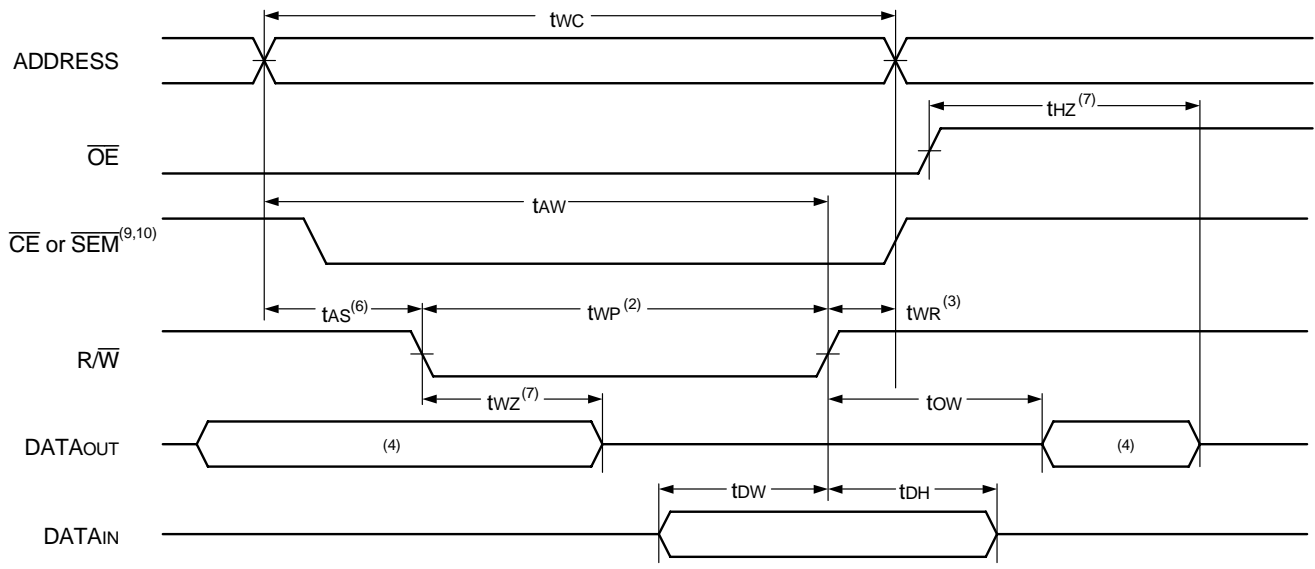 tWC
ADDRESS
tHZ(7)
OE
tAW
CE or SEM(9,10)
tAS(6)
tWP(2)
tWR(3)
R/W
tWZ(7)
tOW
DATAOUT
(4)
(4)
tDW
tDH
DATAIN